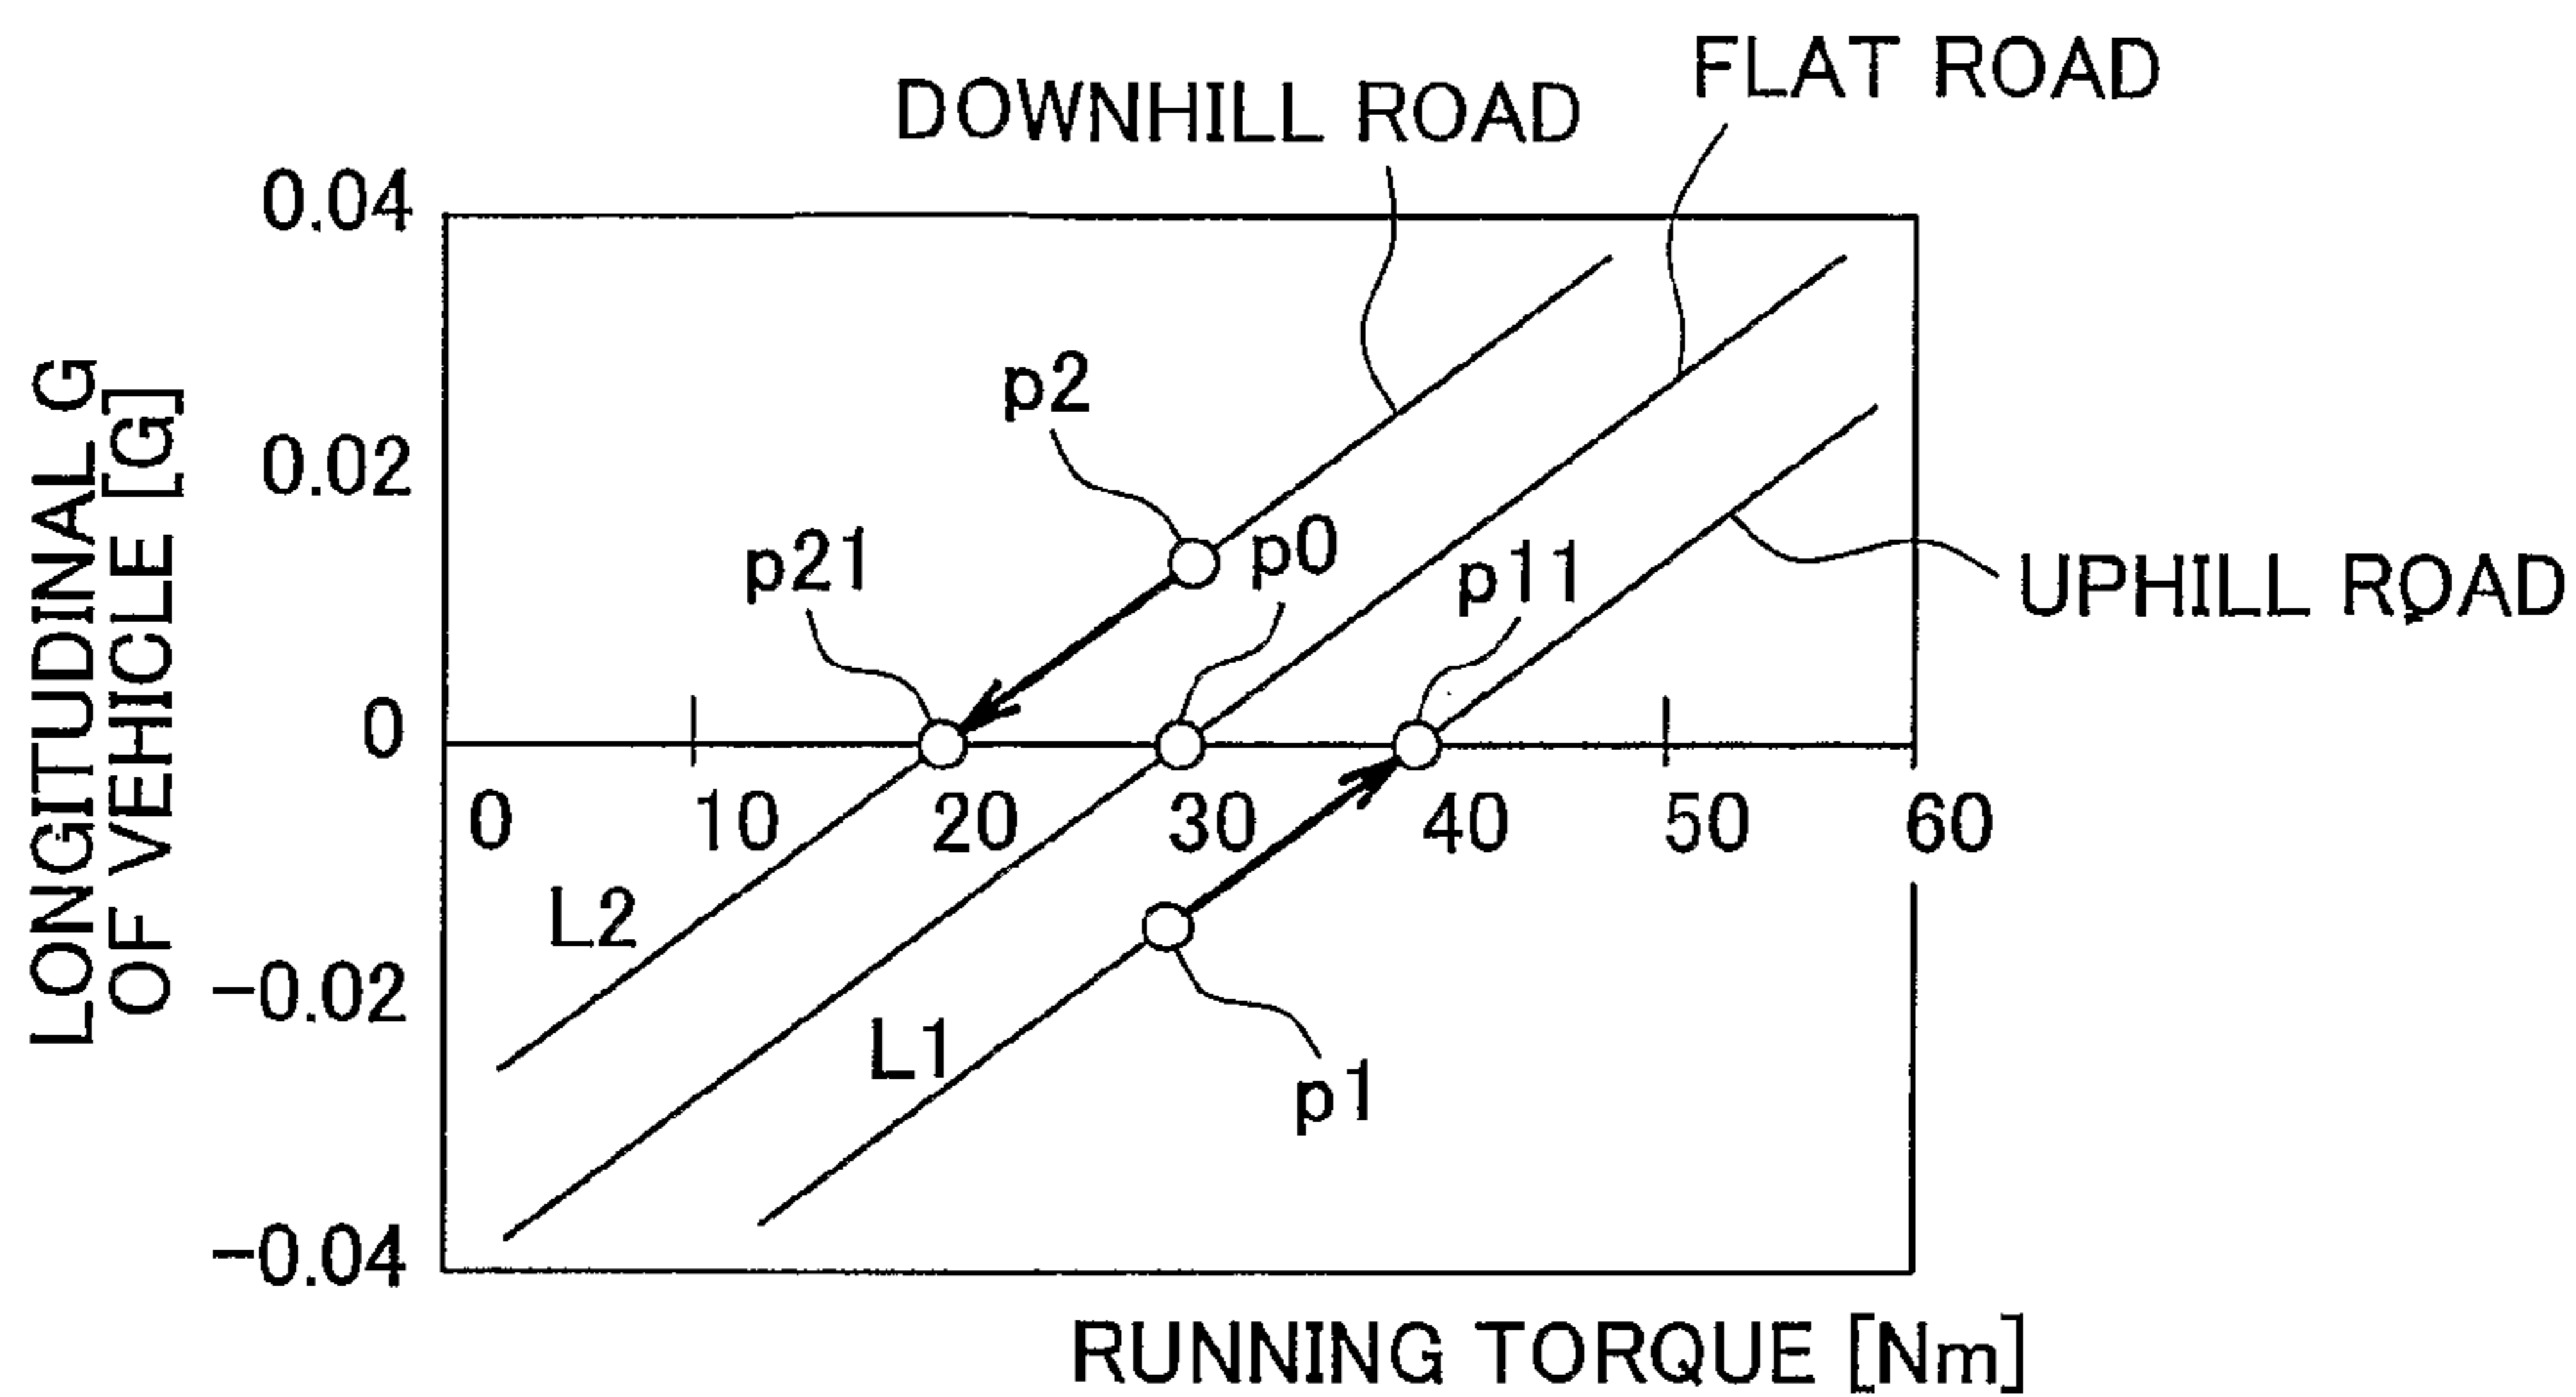 FLAT ROAD
DOWNHILL ROAD
0.04
p2
0.02
p21
p0
p11
UPHILL ROAD
LONGITUDINAL G
OF VEHICLE [G]
0
0 10 20 30 40 50 60
L2
p1
−0.02
L1
−0.04
RUNNING TORQUE [Nm]